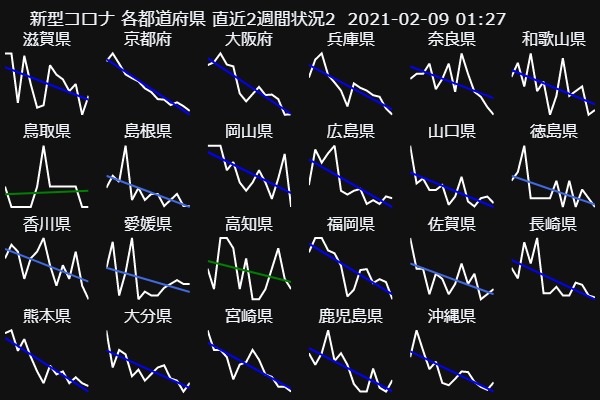 新型コロナ 各都道府県 直近2週間状況2 2021-02-09 01:27
滋賀県 京都府 大阪府 兵庫県 奈良県 和歌山県
鳥取県 島根県 岡山県 広島県 山口県 徳島県
香川県 愛媛県 高知県 福岡県 佐賀県 長崎県
熊本県 大分県 宮崎県 鹿児島県 沖縄県